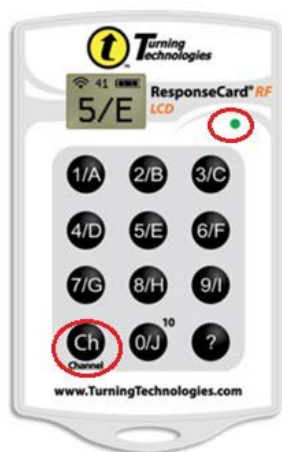 t Turning
Technologies
41
5/E
ResponseCard® RF
LCD
1/A 2/B 3/C
4/D 5/E 6/F
7/G 8/H 9/I
10
Ch 0/J ?
Channel
www.TurningTechnologies.com